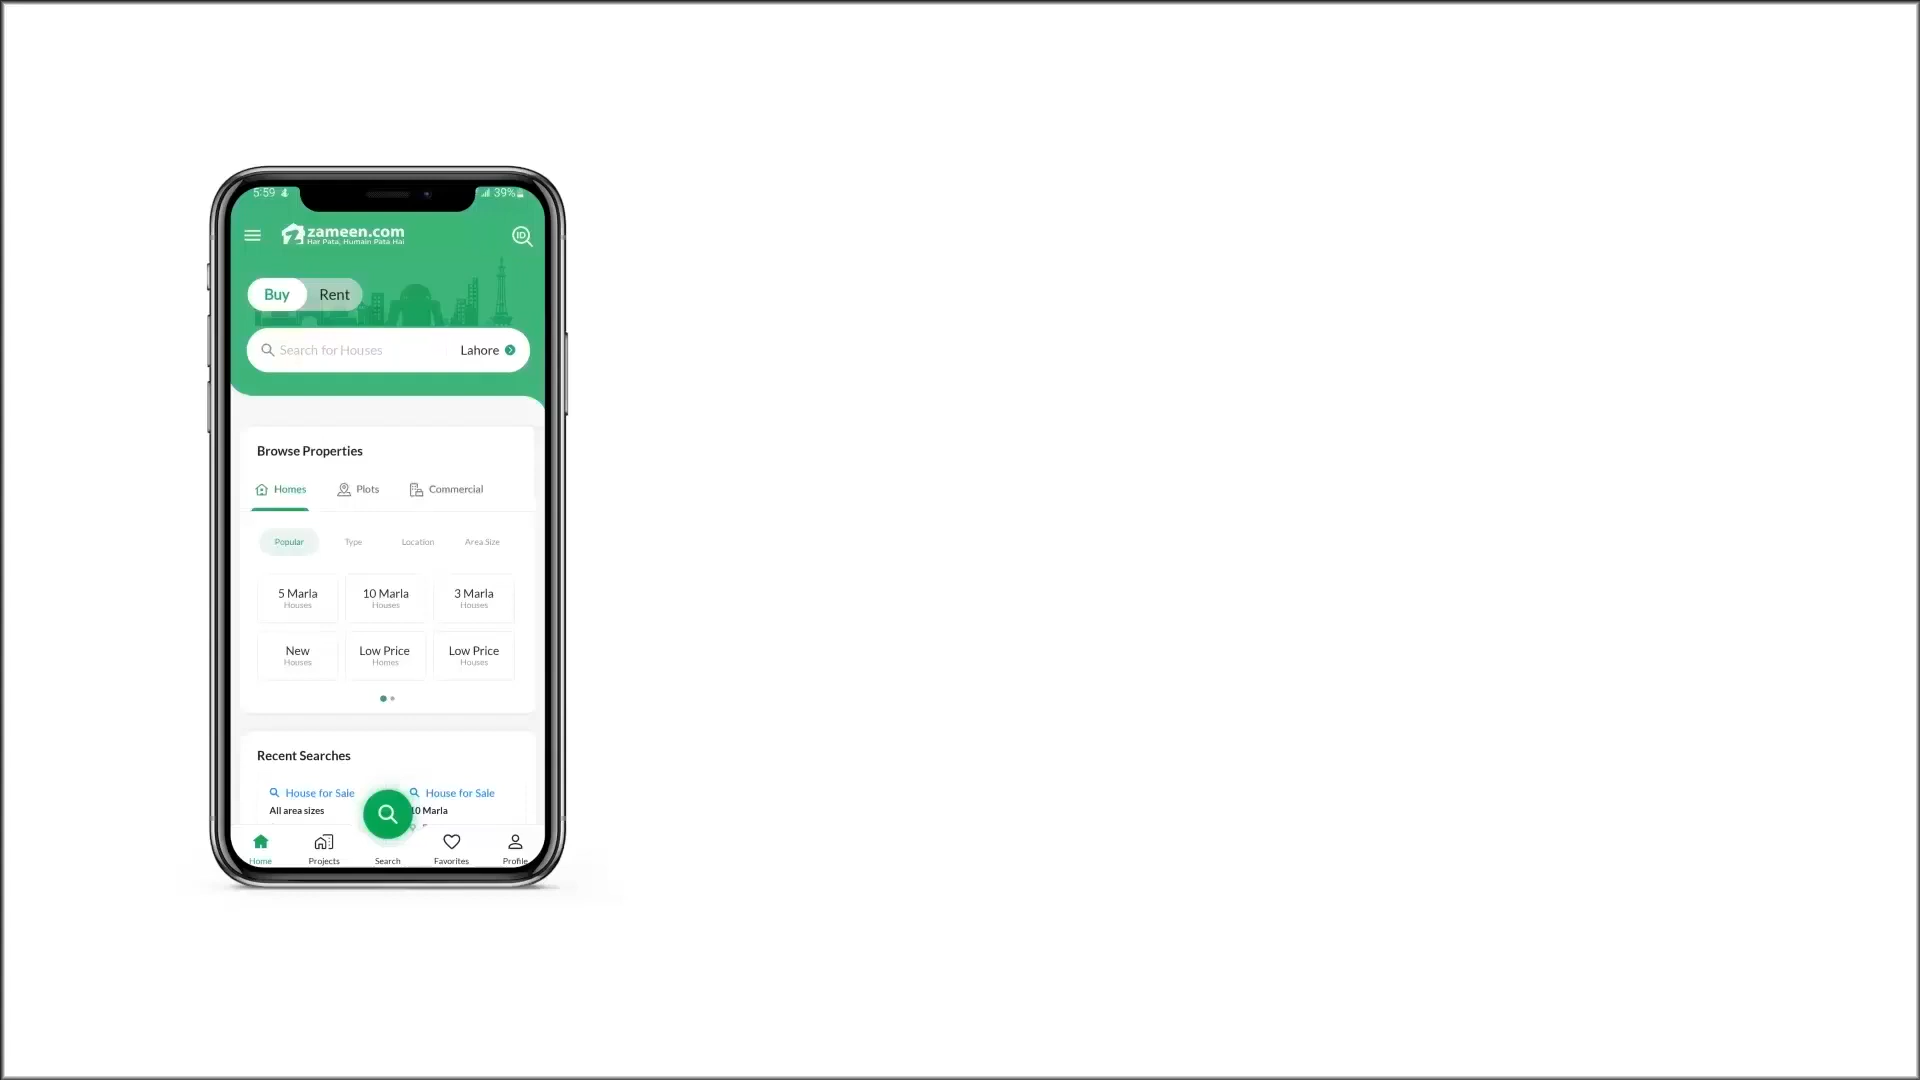 5:59
39%
zameen.com
Har Pata, Humain Pata Hai
ID
Buy Rent
Search for Houses Lahore
Browse Properties
Homes Plots Commercial
Popular Type Location Area Size
5 Marla 10 Marla 3 Marla
Houses Houses Houses
New Low Price Low Price
Houses Homes Houses
Recent Searches
House for Sale House for Sale
All area sizes 10 Marla
Home Projects Search Favorites Profile